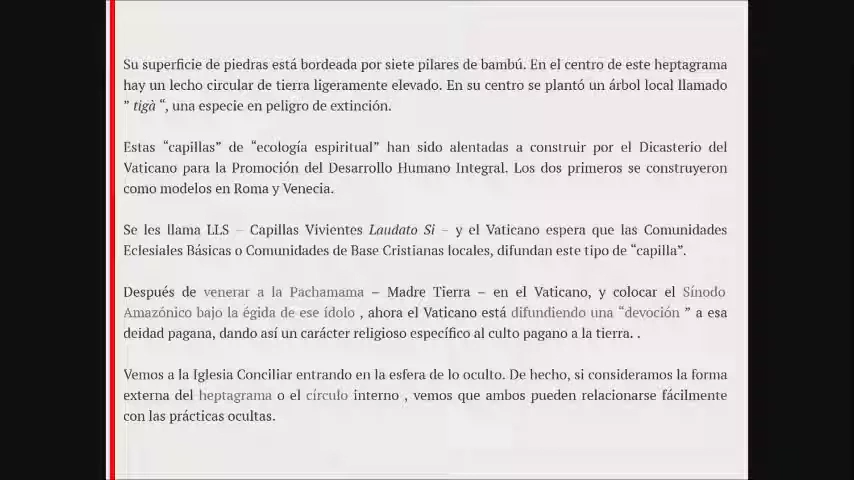 Su superficie de piedras está bordeada por siete pilares de bambú. En el centro de este heptagrama
hay un lecho circular de tierra ligeramente elevado. En su centro se plantó un árbol local llamado
” tigà “, una especie en peligro de extinción.
Estas “capillas” de “ecología espiritual” han sido alentadas a construir por el Dicasterio del
Vaticano para la Promoción del Desarrollo Humano Integral. Los dos primeros se construyeron
como modelos en Roma y Venecia.
Se les llama LLS – Capillas Vivientes Laudato Si – y el Vaticano espera que las Comunidades
Eclesiales Básicas o Comunidades de Base Cristianas locales, difundan este tipo de “capilla”.
Después de venerar a la Pachamama – Madre Tierra – en el Vaticano, y colocar el Sínodo
Amazónico bajo la égida de ese ídolo , ahora el Vaticano está difundiendo una “devoción ” a esa
deidad pagana, dando así un carácter religioso específico al culto pagano a la tierra. .
Vemos a la Iglesia Conciliar entrando en la esfera de lo oculto. De hecho, si consideramos la forma
externa del heptagrama o el círculo interno , vemos que ambos pueden relacionarse fácilmente
con las prácticas ocultas.